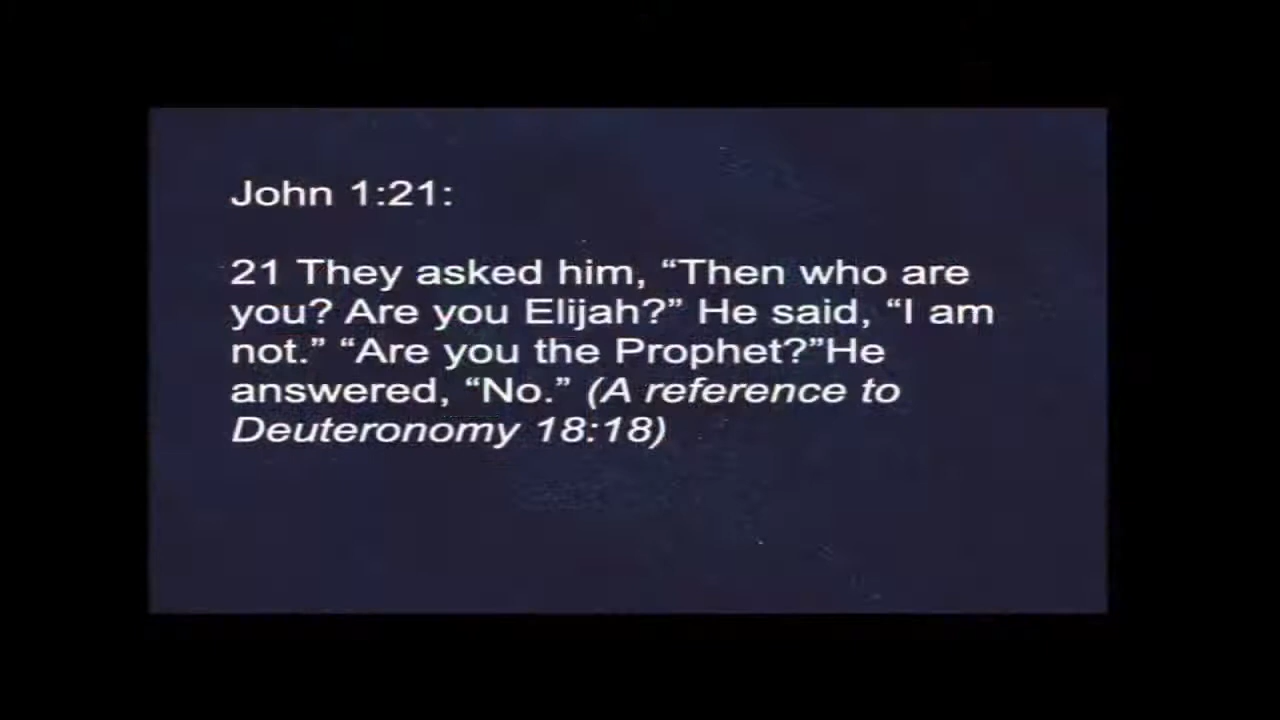 John 1:21:
21 They asked him, “Then who are
you? Are you Elijah?” He said, “I am
not.” “Are you the Prophet?”He
answered, “No.” (A reference to
Deuteronomy 18:18)